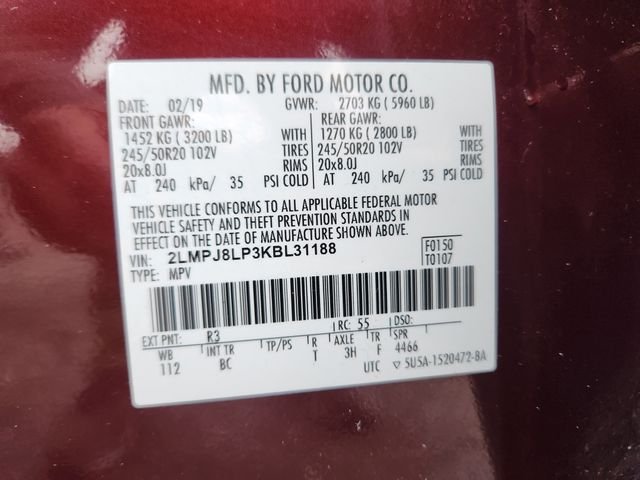 MFD. BY FORD MOTOR CO.
DATE: 02/19 GVWR: 2703 KG ( 5960 LB)
FRONT GAWR: REAR GAWR:
1452 KG ( 3200 LB) WITH 1270 KG ( 2800 LB) WITH
245/50R20 102V TIRES 245/50R20 102V TIRES
20x8.0J RIMS 20x8.0J RIMS
AT 240 kPa/ 35 PSI COLD AT 240 kPa/ 35 PSI COLD
THIS VEHICLE CONFORMS TO ALL APPLICABLE FEDERAL MOTOR
VEHICLE SAFETY AND THEFT PREVENTION STANDARDS IN
EFFECT ON THE DATE OF MANUFACTURE SHOWN ABOVE.
VIN: 2LMPJ8LP3KBL31188 F0150
TYPE: MPV T0107
EXT PNT: R3 RC: 55 DSO:
WB INT TR TP/PS R AXLE TR SPR
112 BC T 3H F 4466
UTC ▽ 5U5A-1520472-BA